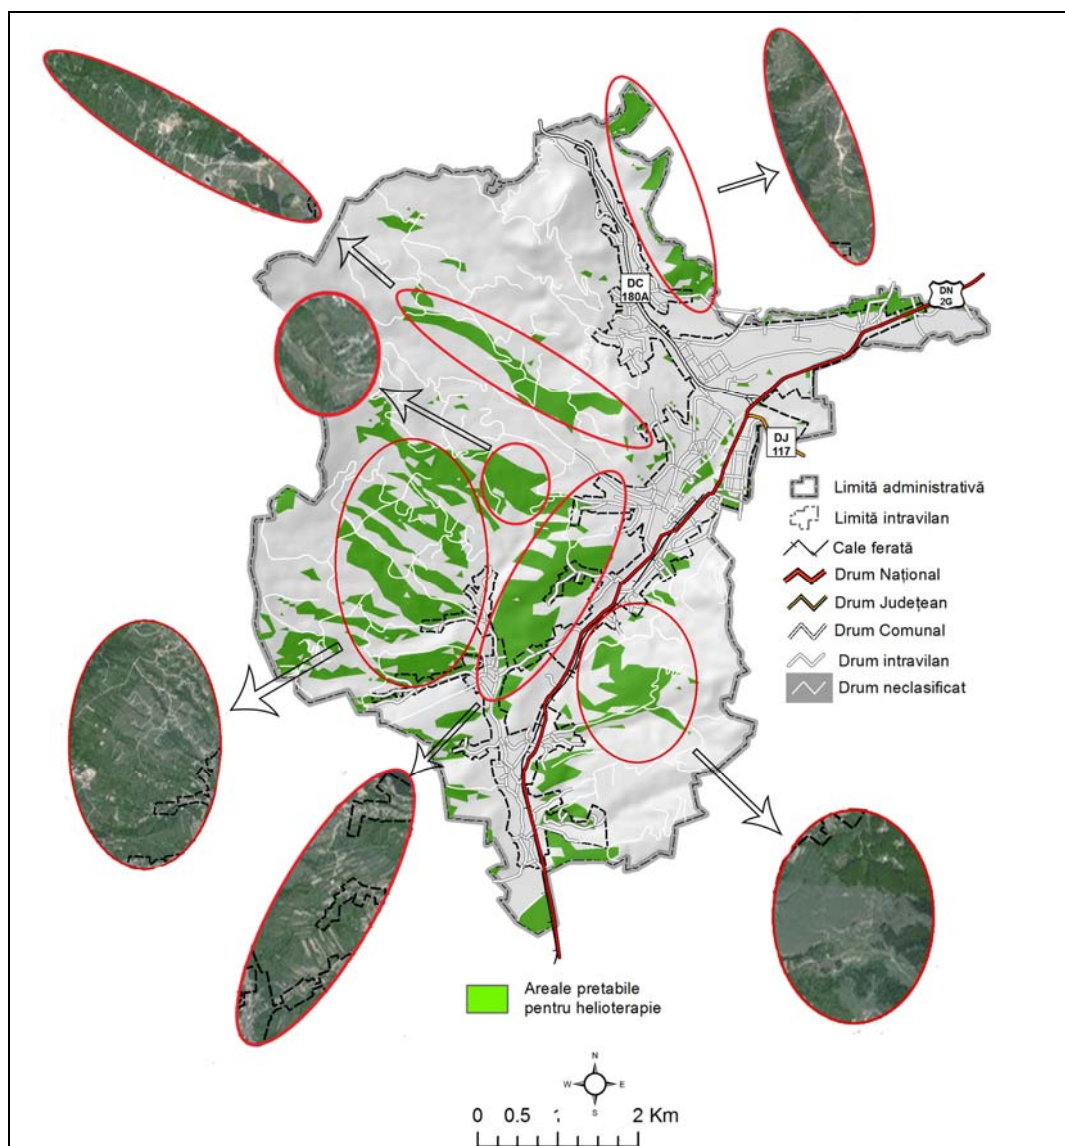 DC
180A
DN
2G
DJ
117
Limită administrativă
Limită intravilan
Cale ferată
Drum Național
Drum Județean
Drum Comunal
Drum intravilan
Drum neclasificat
Areale pretabile
pentru helioterapie
N
W E
S
0 0.5 1 2 Km